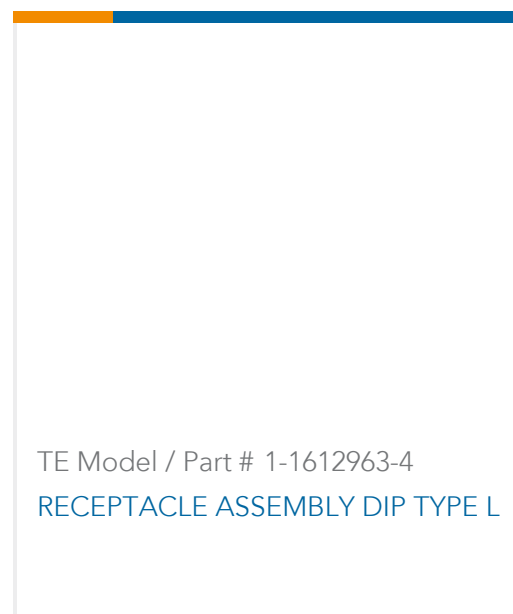 TE Model / Part # 1-1612963-4
RECEPTACLE ASSEMBLY DIP TYPE L